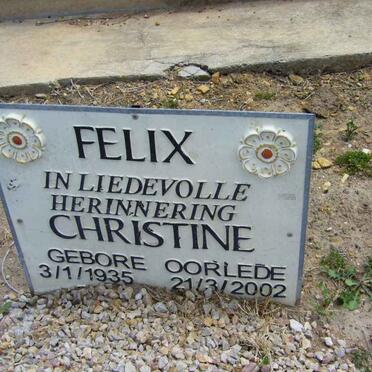 FELIX
IN LIEDEVOLLE
HERINNERING
CHRISTINE
GEBORE OORLEDE
3/1/1935 21/3/2002